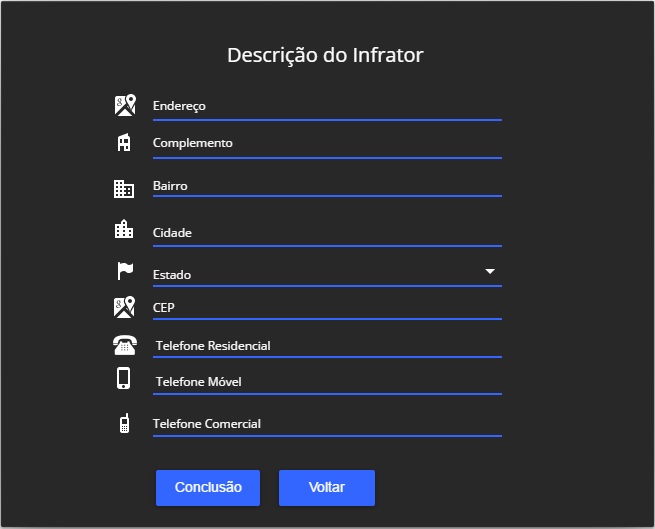 Descrição do Infrator
Endereço
Complemento
Bairro
Cidade
Estado
CEP
Telefone Residencial
Telefone Móvel
Telefone Comercial
Conclusão
Voltar